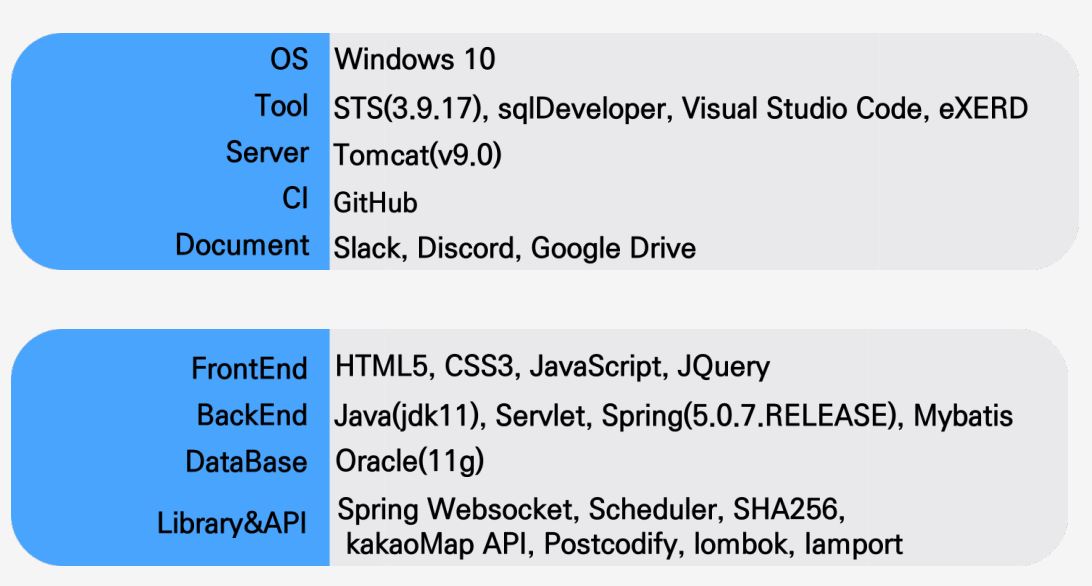 OS Windows 10
Tool STS(3.9.17), sqlDeveloper, Visual Studio Code, eXERD
Server Tomcat(v9.0)
CI GitHub
Document Slack, Discord, Google Drive
FrontEnd HTML5, CSS3, JavaScript, JQuery
BackEnd Java(jdk11), Servlet, Spring(5.0.7.RELEASE), Mybatis
DataBase Oracle(11g)
Library&API Spring Websocket, Scheduler, SHA256,
kakaoMap API, Postcodify, lombok, lamport